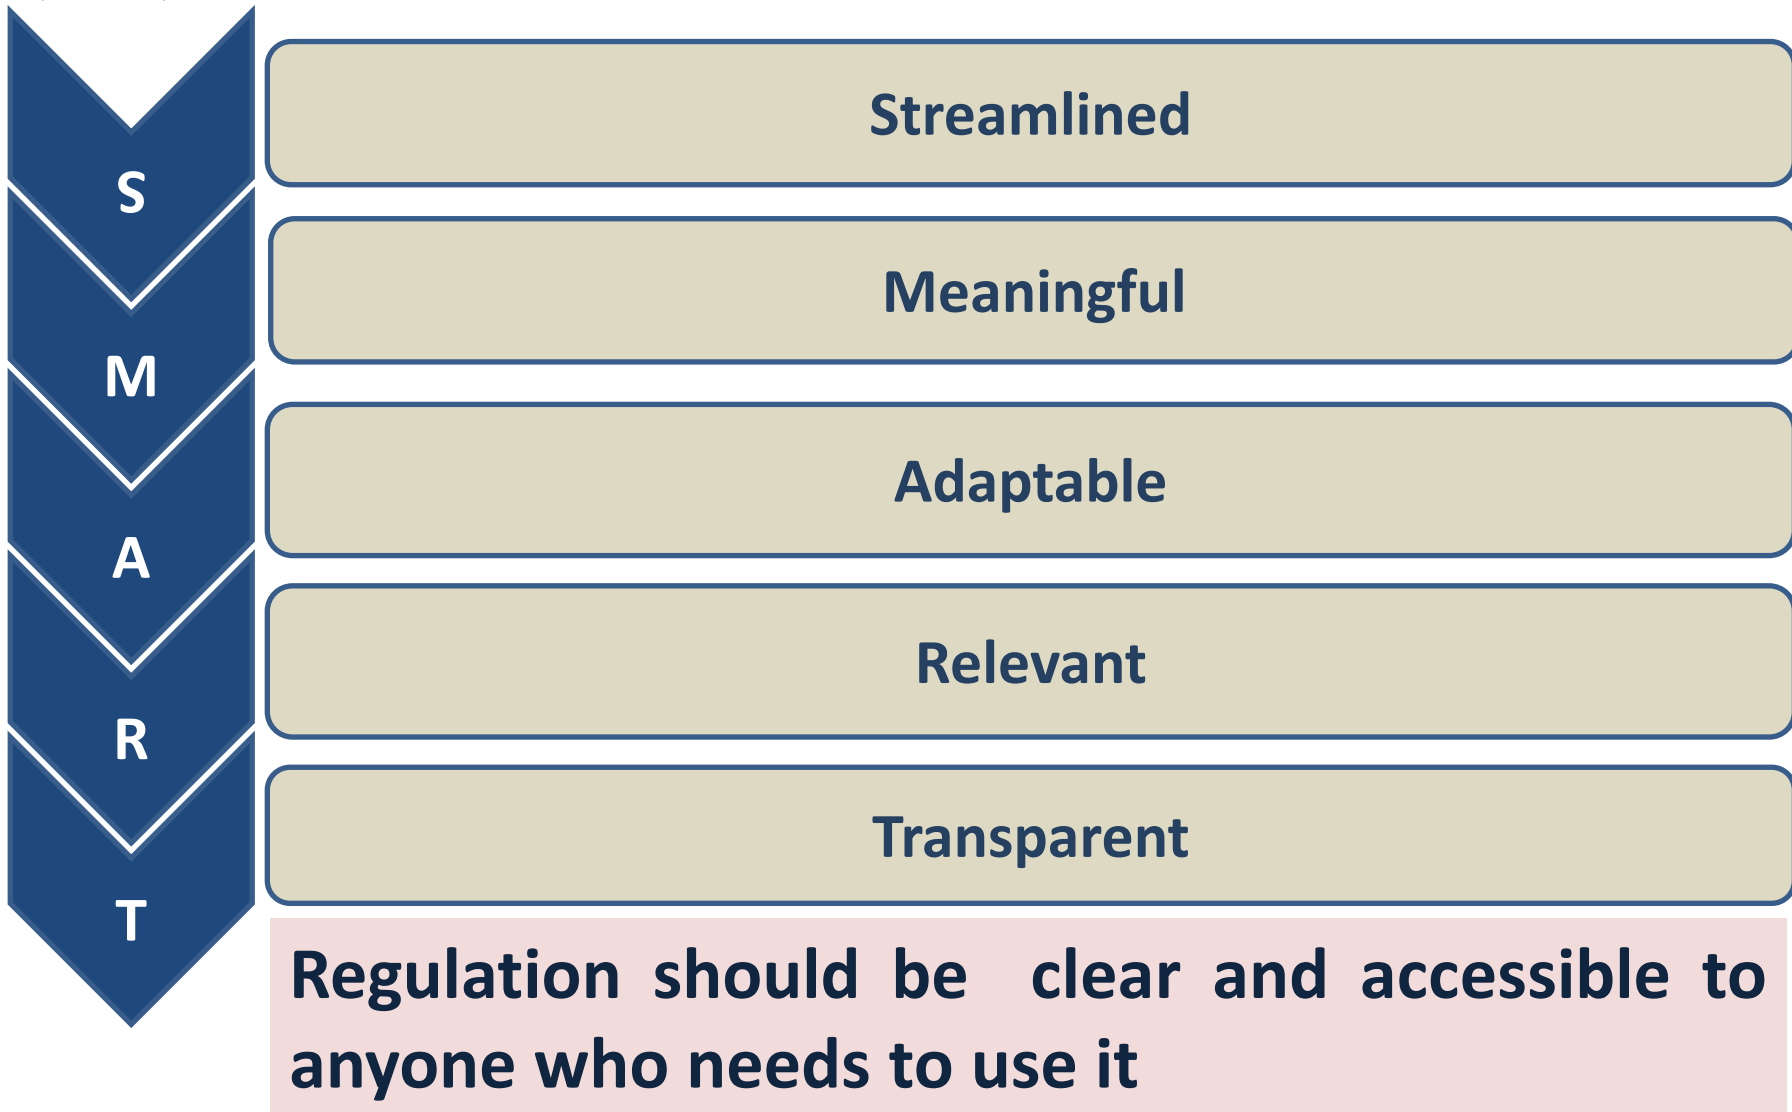 S
Streamlined
M
Meaningful
A
Adaptable
R
Relevant
T
Transparent
Regulation should be clear and accessible to
anyone who needs to use it